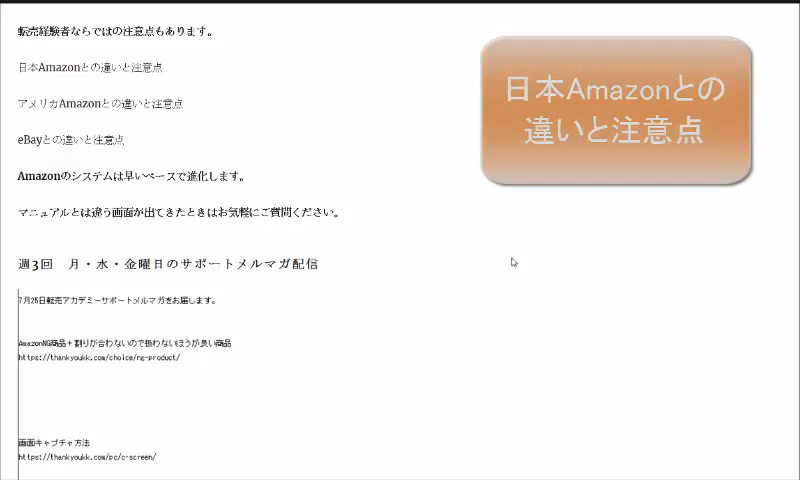 転売経験者ならではの注意点もあります。
日本Amazonとの違いと注意点
アメリカAmazonとの違いと注意点
eBayとの違いと注意点
Amazonのシステムは早いペースで進化します。
マニュアルとは違う画面が出てきたときはお気軽にご質問ください。
週3回　月・水・金曜日のサポートメルマガ配信
7月26日転売アカデミーサポートメルマガをお届します。
AmazonNG商品＋割りが合わないので扱わないほうが良い商品
https://thankyoukk.com/choice/ng-product/
画面キャプチャ方法
https://thankyoukk.com/pc/c-screen/
日本Amazonとの
違いと注意点